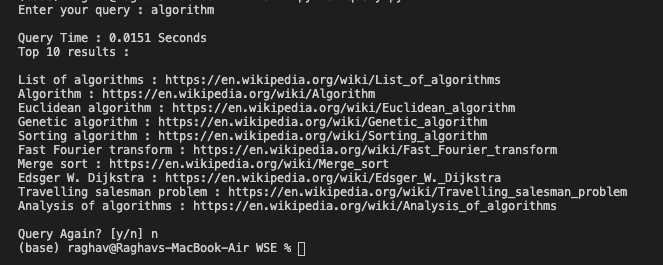 Enter your query : algorithm
Query Time : 0.0151 Seconds
Top 10 results :
List of algorithms : https://en.wikipedia.org/wiki/List_of_algorithms
Algorithm : https://en.wikipedia.org/wiki/Algorithm
Euclidean algorithm : https://en.wikipedia.org/wiki/Euclidean_algorithm
Genetic algorithm : https://en.wikipedia.org/wiki/Genetic_algorithm
Sorting algorithm : https://en.wikipedia.org/wiki/Sorting_algorithm
Fast Fourier transform : https://en.wikipedia.org/wiki/Fast_Fourier_transform
Merge sort : https://en.wikipedia.org/wiki/Merge_sort
Edsger W. Dijkstra : https://en.wikipedia.org/wiki/Edsger_W._Dijkstra
Travelling salesman problem : https://en.wikipedia.org/wiki/Travelling_salesman_problem
Analysis of algorithms : https://en.wikipedia.org/wiki/Analysis_of_algorithms
Query Again? [y/n] n
(base) raghav@Raghavs-MacBook-Air WSE %